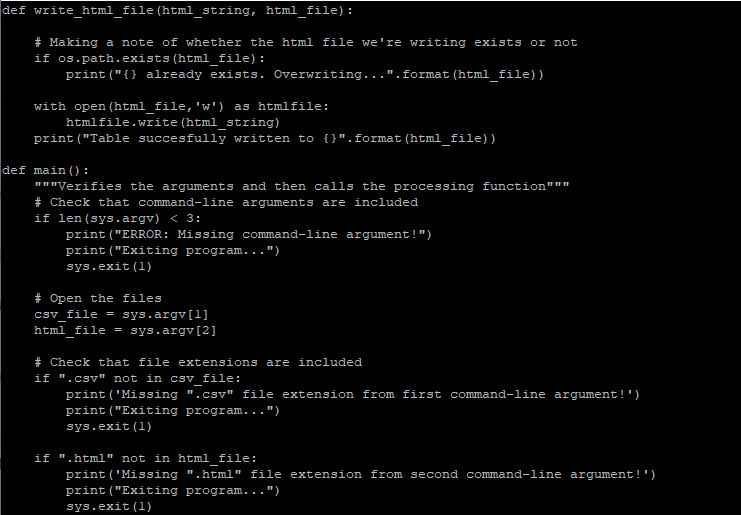 def write_html_file(html_string, html_file):
    # Making a note of whether the html file we're writing exists or not
    if os.path.exists(html_file):
        print("{} already exists. Overwriting...".format(html_file))
    with open(html_file,'w') as htmlfile:
        htmlfile.write(html_string)
    print("Table succesfully written to {}".format(html_file))
def main():
    """Verifies the arguments and then calls the processing function"""
    # Check that command-line arguments are included
    if len(sys.argv) < 3:
        print("ERROR: Missing command-line argument!")
        print("Exiting program...")
        sys.exit(1)
    # Open the files
    csv_file = sys.argv[1]
    html_file = sys.argv[2]
    # Check that file extensions are included
    if ".csv" not in csv_file:
        print('Missing ".csv" file extension from first command-line argument!')
        print("Exiting program...")
        sys.exit(1)
    if ".html" not in html_file:
        print('Missing ".html" file extension from second command-line argument!')
        print("Exiting program...")
        sys.exit(1)